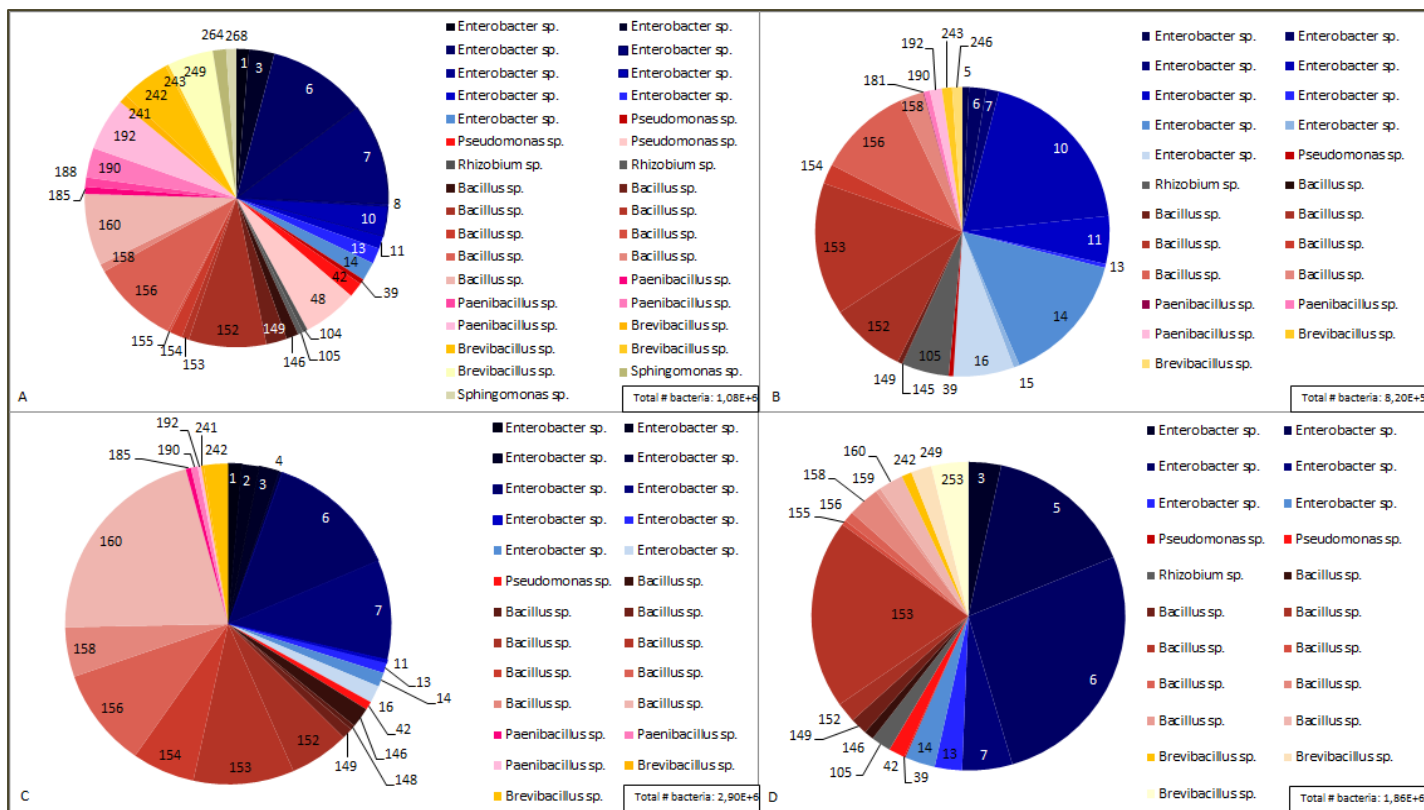 1
3
6
7
8
10
11
13
14
39
42
48
104
105
146
149
152
153
154
155
156
158
160
185
188
190
192
241
242
243
249
264
268
Enterobacter sp. Enterobacter sp.
Enterobacter sp. Enterobacter sp.
Enterobacter sp. Enterobacter sp.
Enterobacter sp. Enterobacter sp.
Enterobacter sp. Pseudomonas sp.
Pseudomonas sp. Pseudomonas sp.
Rhizobium sp. Rhizobium sp.
Bacillus sp. Bacillus sp.
Bacillus sp. Bacillus sp.
Bacillus sp. Bacillus sp.
Bacillus sp. Bacillus sp.
Bacillus sp. Paenibacillus sp.
Paenibacillus sp. Paenibacillus sp.
Paenibacillus sp. Brevibacillus sp.
Brevibacillus sp. Brevibacillus sp.
Brevibacillus sp. Sphingomonas sp.
Sphingomonas sp.
A
Total # bacteria: 1,08E+6
5
6
7
10
11
13
14
15
16
39
105
145
149
152
153
154
156
158
181
190
192
243
246
Enterobacter sp. Enterobacter sp.
Enterobacter sp. Enterobacter sp.
Enterobacter sp. Enterobacter sp.
Enterobacter sp. Enterobacter sp.
Enterobacter sp. Pseudomonas sp.
Rhizobium sp. Bacillus sp.
Bacillus sp. Bacillus sp.
Bacillus sp. Bacillus sp.
Bacillus sp. Bacillus sp.
Paenibacillus sp. Paenibacillus sp.
Paenibacillus sp. Brevibacillus sp.
Brevibacillus sp.
B
Total # bacteria: 8,20E+5
1
2
3
4
6
7
11
13
14
16
42
146
148
149
152
153
154
156
158
160
185
190
192
241
242
Enterobacter sp. Enterobacter sp.
Enterobacter sp. Enterobacter sp.
Enterobacter sp. Enterobacter sp.
Enterobacter sp. Enterobacter sp.
Enterobacter sp. Enterobacter sp.
Pseudomonas sp. Bacillus sp.
Bacillus sp. Bacillus sp.
Bacillus sp. Bacillus sp.
Bacillus sp. Bacillus sp.
Bacillus sp. Bacillus sp.
Paenibacillus sp. Paenibacillus sp.
Paenibacillus sp. Brevibacillus sp.
Brevibacillus sp.
C
Total # bacteria: 2,90E+6
3
5
6
7
13
14
39
42
105
146
149
152
153
155
156
158
159
160
242
249
253
Enterobacter sp. Enterobacter sp.
Enterobacter sp. Enterobacter sp.
Enterobacter sp. Enterobacter sp.
Pseudomonas sp. Pseudomonas sp.
Rhizobium sp. Bacillus sp.
Bacillus sp. Bacillus sp.
Bacillus sp. Bacillus sp.
Bacillus sp. Bacillus sp.
Bacillus sp. Bacillus sp.
Brevibacillus sp. Brevibacillus sp.
Brevibacillus sp.
D
Total # bacteria: 1,86E+6